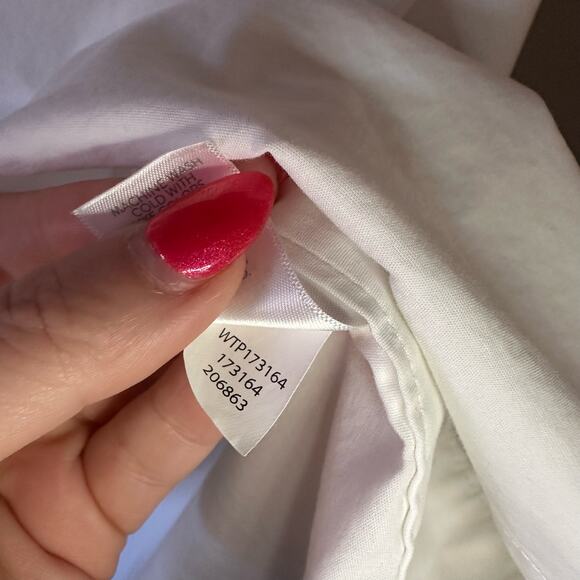 MACHINE WASH
COLD WITH
WTP173164
173164
206863